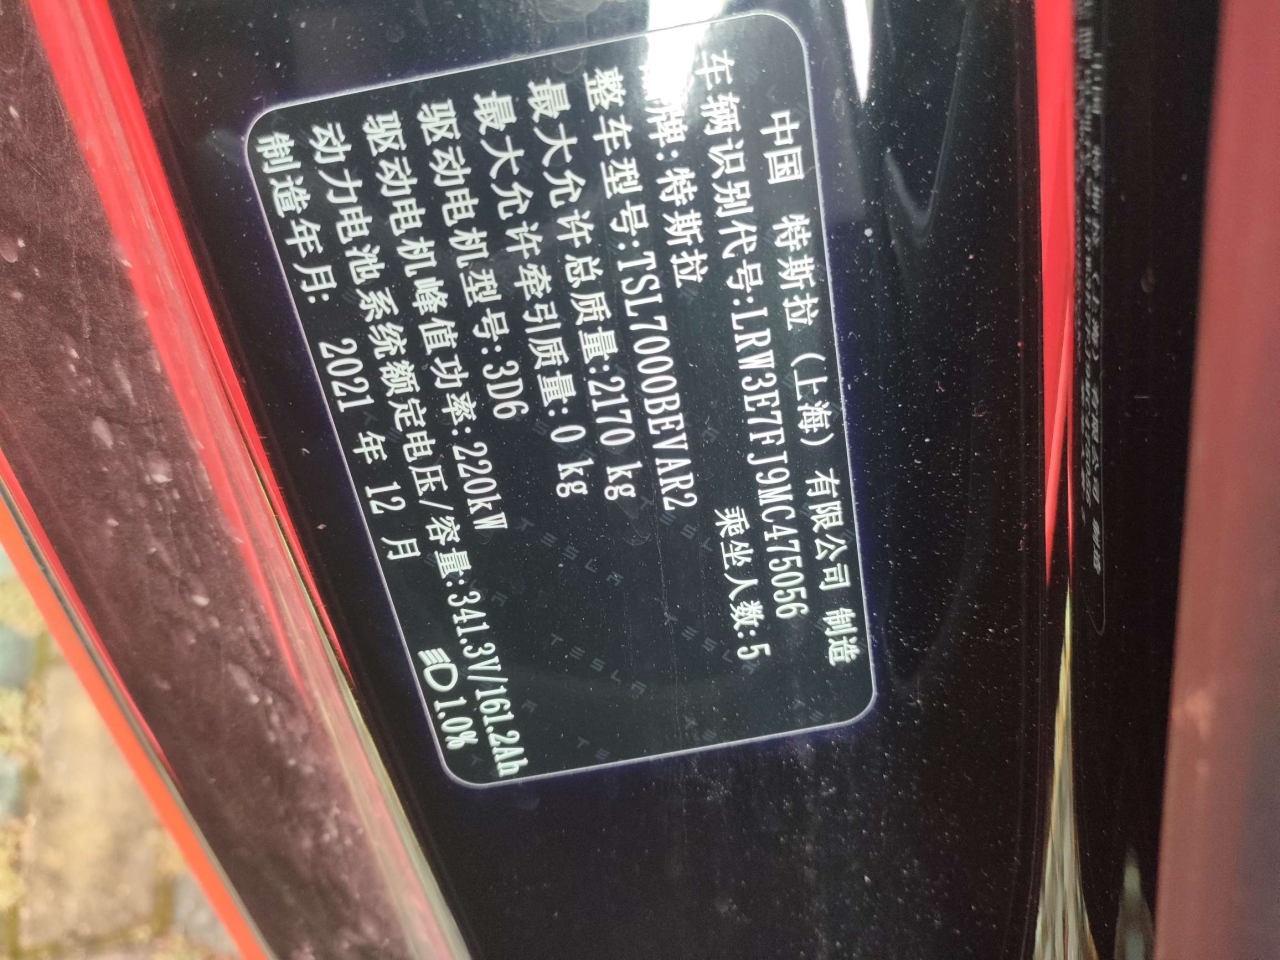 中国 特斯拉（上海）有限公司 制造
车辆识别代号:LRW3E7FJ9MC475056
品牌:特斯拉 乘坐人数:5
整车型号:TSL7000BEVAR2
最大允许总质量:2170 kg
最大允许牵引质量: 0 kg
驱动电机型号:3D6
驱动电机峰值功率:220kW
动力电池系统额定电压/容量:341.3V/161.2Ah
制造年月: 2021 年 12 月 1.0%
TESLA
TESLA
TESLA